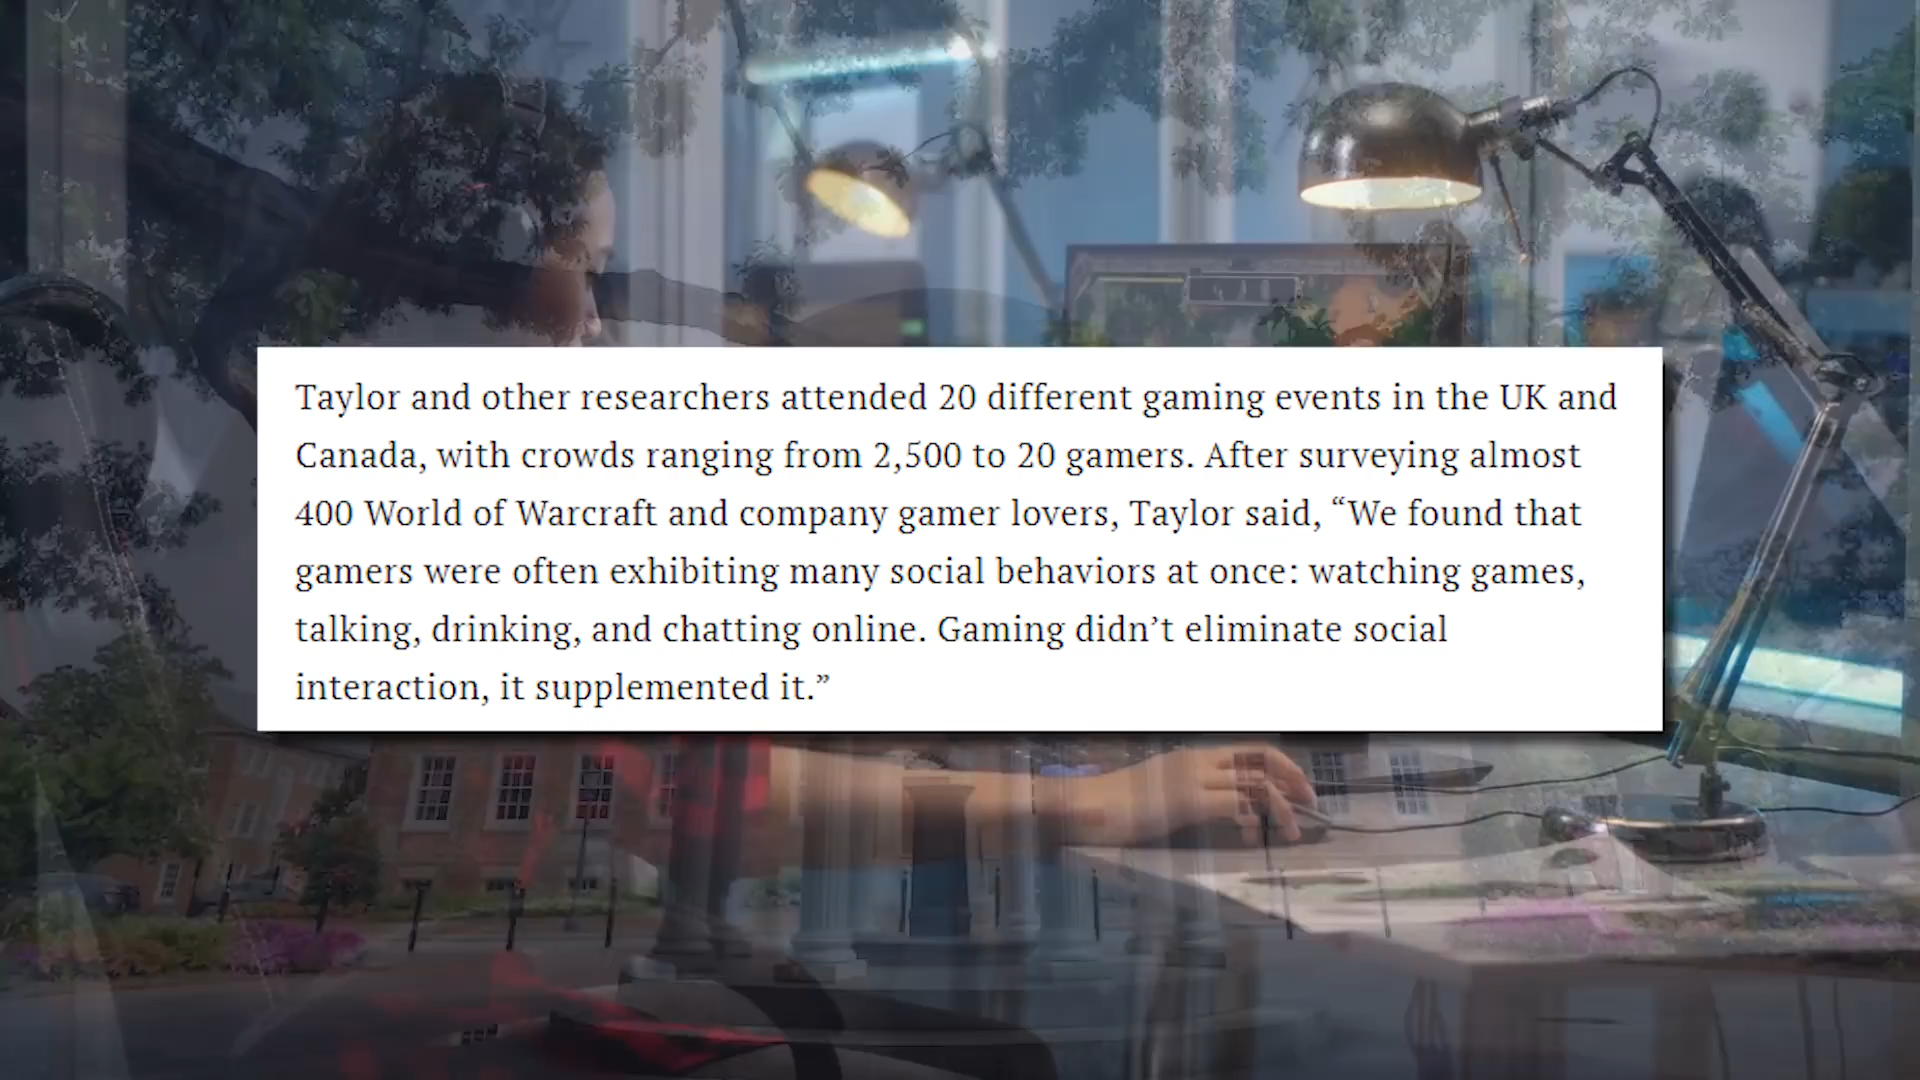 Taylor and other researchers attended 20 different gaming events in the UK and
Canada, with crowds ranging from 2,500 to 20 gamers. After surveying almost
400 World of Warcraft and company gamer lovers, Taylor said, “We found that
gamers were often exhibiting many social behaviors at once: watching games,
talking, drinking, and chatting online. Gaming didn’t eliminate social
interaction, it supplemented it.”